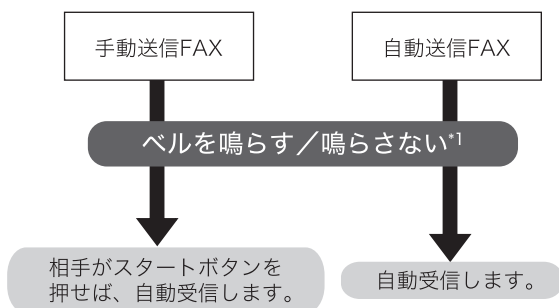 手動送信FAX
自動送信FAX
ベルを鳴らす／鳴らさない*1
相手がスタートボタンを
押せば、自動受信します。
自動受信します。